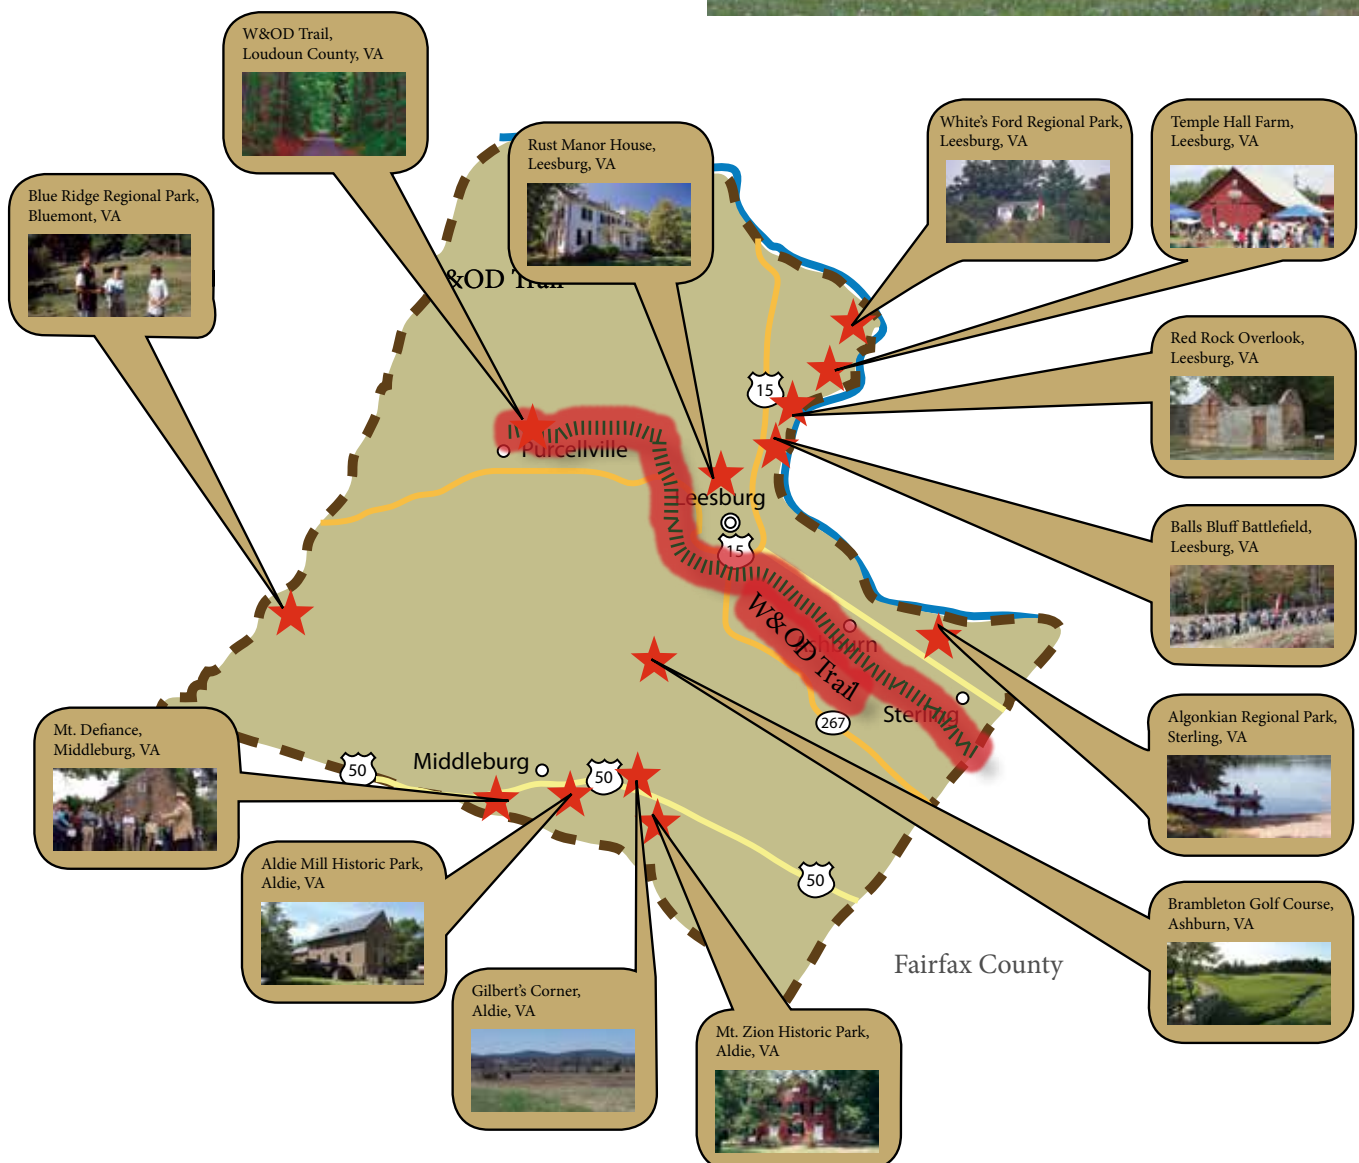 W&OD Trail,
Loudoun County, VA
Rust Manor House,
Leesburg, VA
White's Ford Regional Park,
Leesburg, VA
Temple Hall Farm,
Leesburg, VA
Blue Ridge Regional Park,
Bluemont, VA
&OD Trail
Red Rock Overlook,
Leesburg, VA
15
Purcellville
Leesburg
15
Balls Bluff Battlefield,
Leesburg, VA
W&OD Trail
Ashburn
Sterling
267
Algonkian Regional Park,
Sterling, VA
Mt. Defiance,
Middleburg, VA
50
Middleburg
50
50
Aldie Mill Historic Park,
Aldie, VA
Brambleton Golf Course,
Ashburn, VA
Fairfax County
Gilbert's Corner,
Aldie, VA
Mt. Zion Historic Park,
Aldie, VA